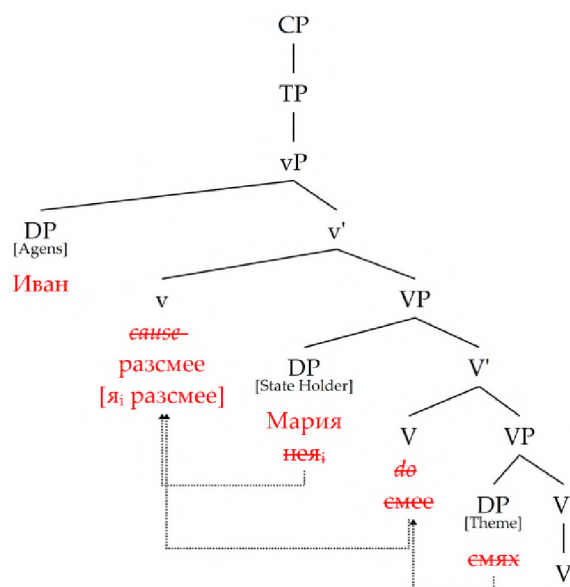 CP
TP
vP
DP v'
[Agens]
Иван v VP
cause
разсмее DP V'
[State Holder]
[яᵢ разсмее]
Мария V VP
неяᵢ do
смее DP V
[Theme]
смях V